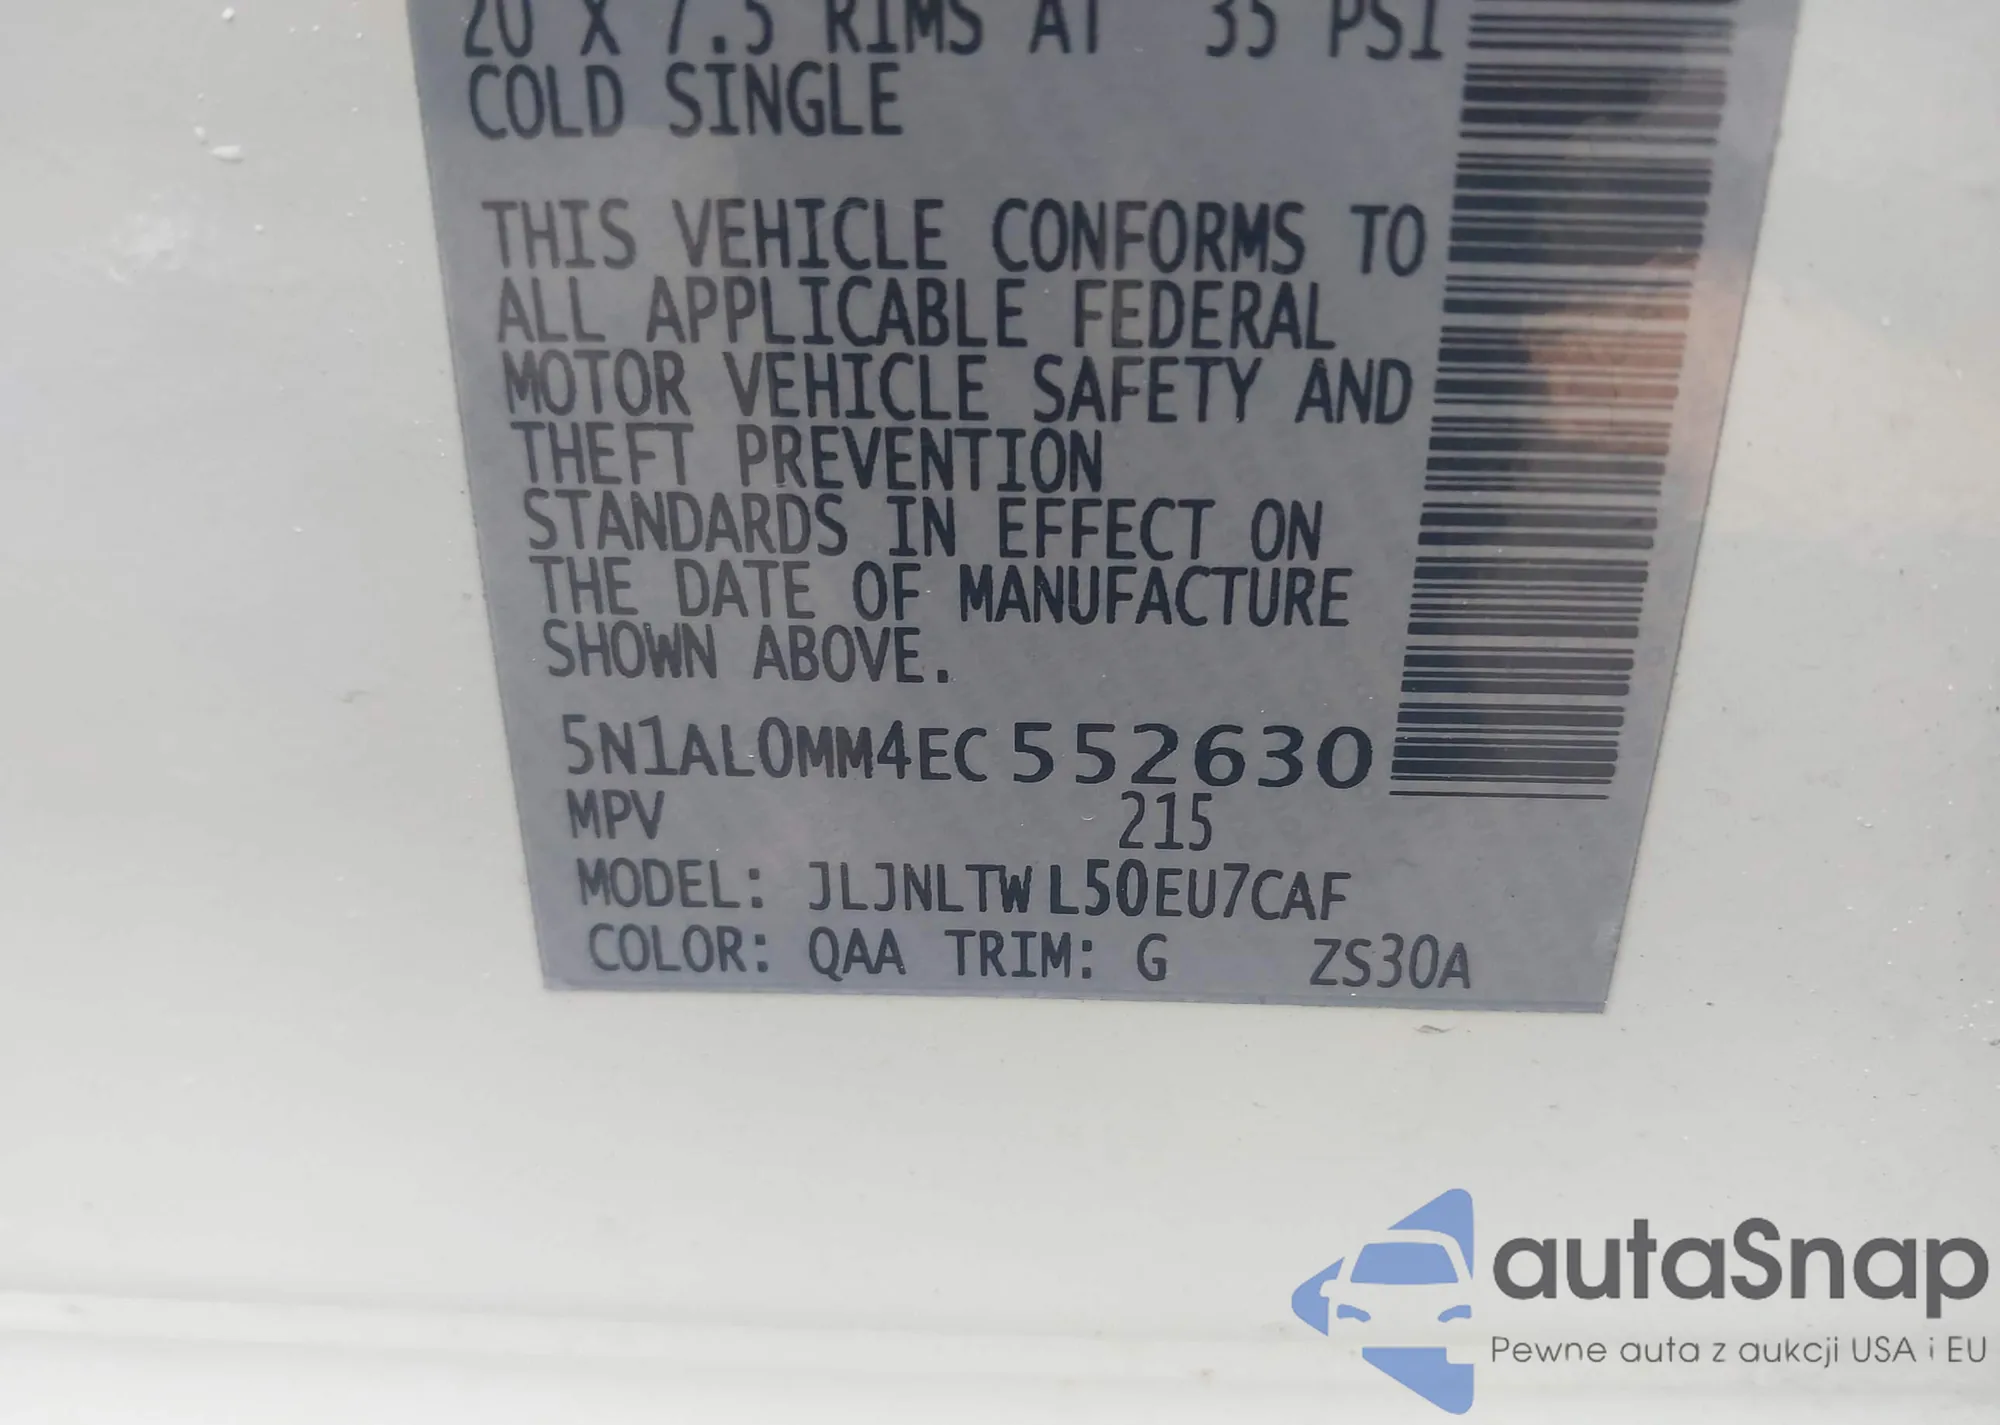 20 X 7.5 RIMS AT 35 PSI
COLD SINGLE
THIS VEHICLE CONFORMS TO
ALL APPLICABLE FEDERAL
MOTOR VEHICLE SAFETY AND
THEFT PREVENTION
STANDARDS IN EFFECT ON
THE DATE OF MANUFACTURE
SHOWN ABOVE.
5N1AL0MM4EC552630
MPV 215
MODEL: JLJNLTWL50EU7CAF
COLOR: QAA TRIM: G ZS30A
autaSnap
Pewne auta z aukcji USA i EU